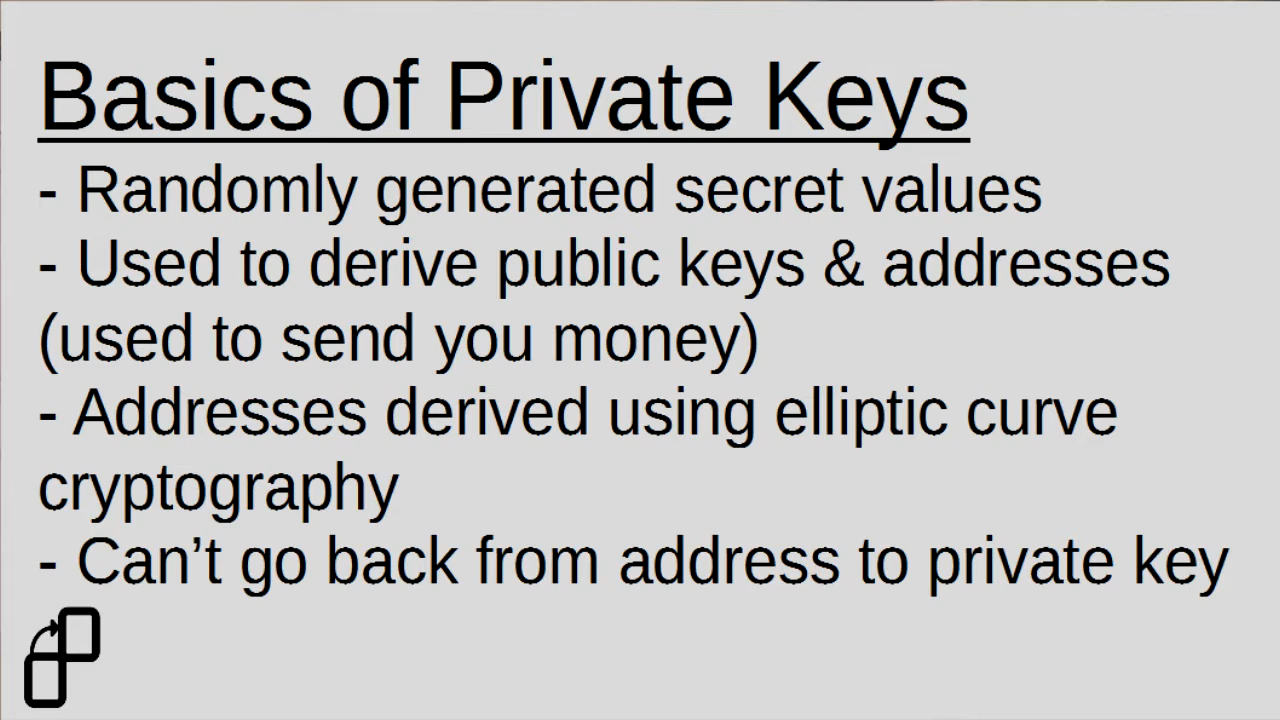 Basics of Private Keys
- Randomly generated secret values
- Used to derive public keys & addresses
(used to send you money)
- Addresses derived using elliptic curve
cryptography
- Can’t go back from address to private key